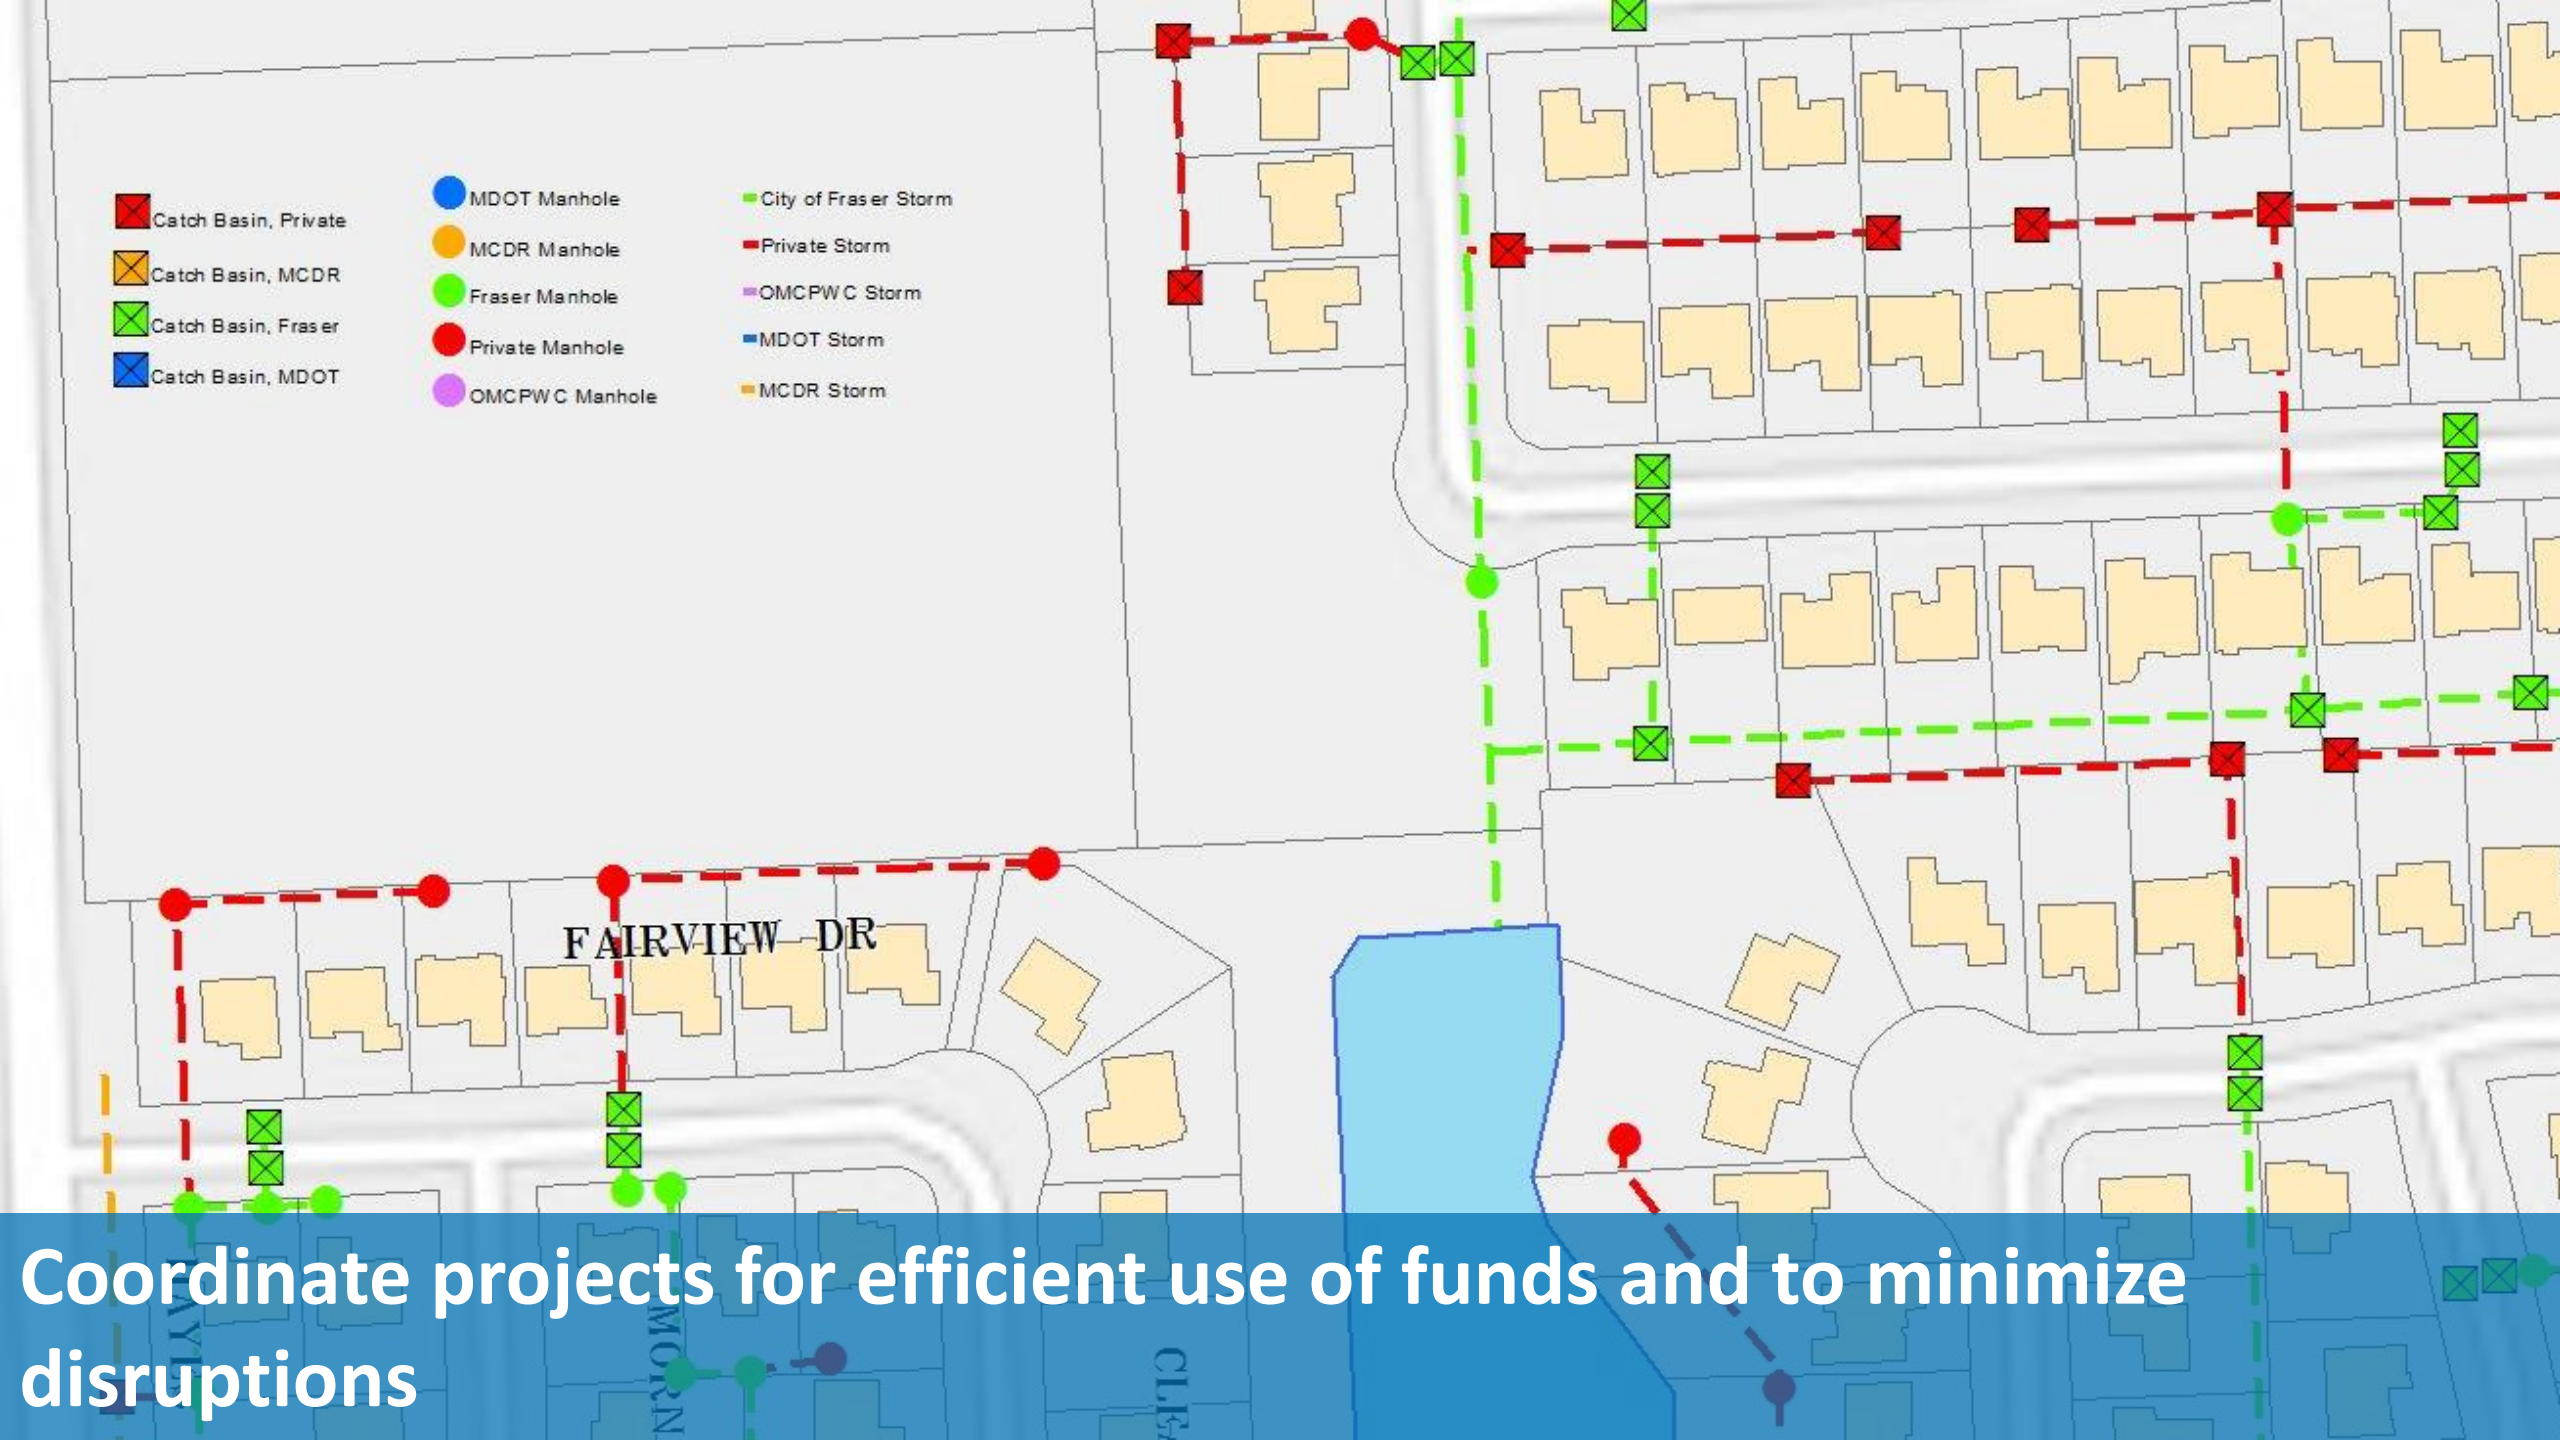 Catch Basin, Private
Catch Basin, MCDR
Catch Basin, Fraser
Catch Basin, MDOT
MDOT Manhole
MCDR Manhole
Fraser Manhole
Private Manhole
OMCPWC Manhole
City of Fraser Storm
Private Storm
OMCPWC Storm
MDOT Storm
MCDR Storm
FAIRVIEW DR
MORN
CLEA
Coordinate projects for efficient use of funds and to minimize
disruptions